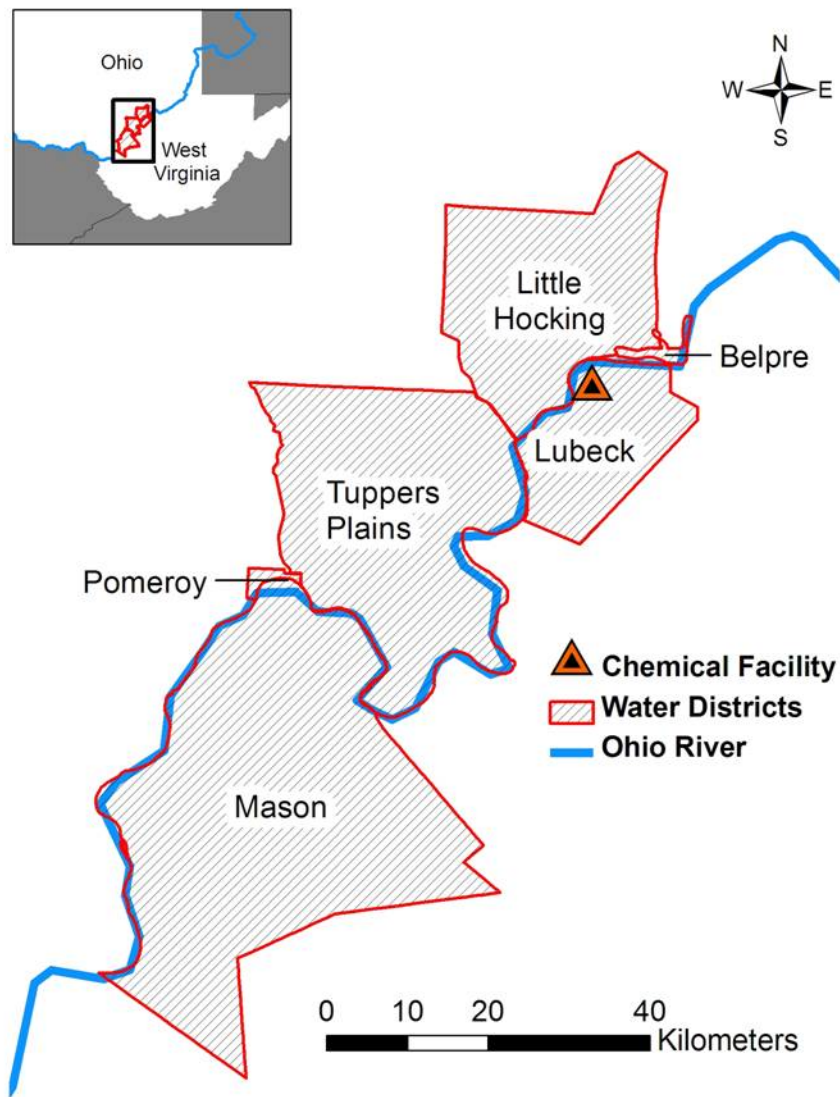 Ohio
West
Virginia
N
W
E
S
Little
Hocking
Belpre
Lubeck
Tuppers
Plains
Pomeroy
Chemical Facility
Water Districts
Ohio River
Mason
0 10 20 40
Kilometers